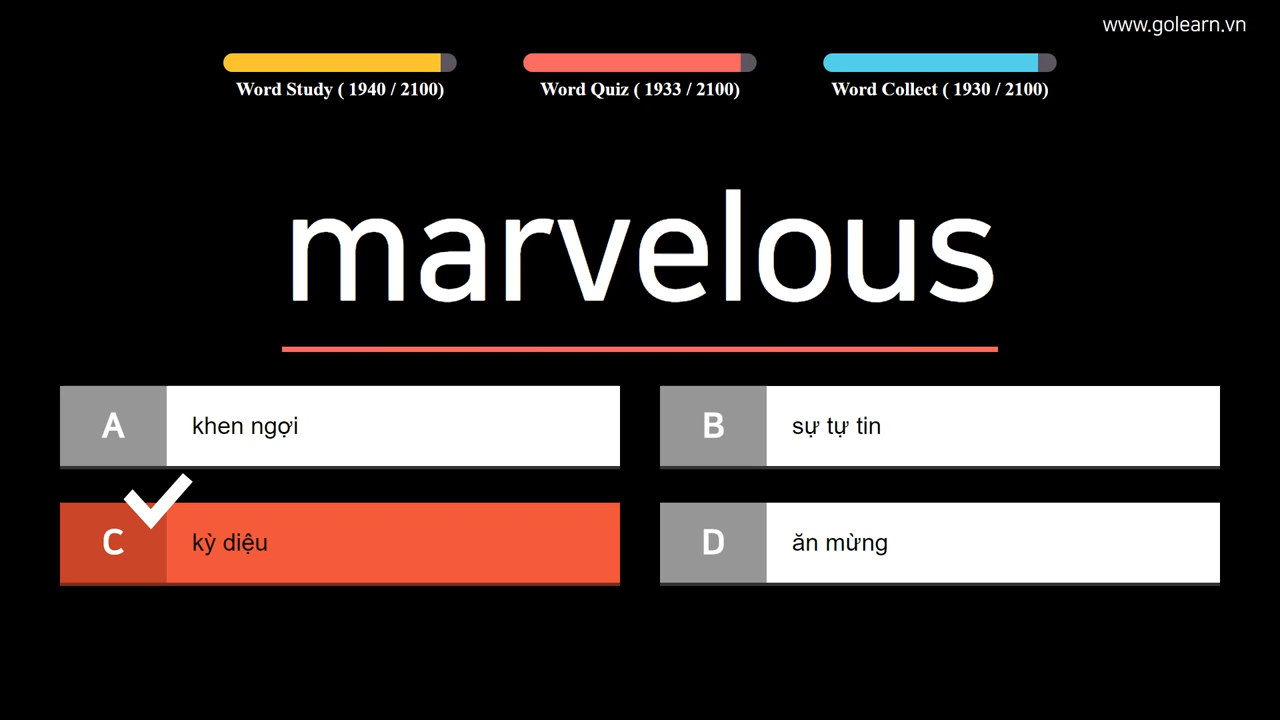 www.golearn.vn
Word Study ( 1940 / 2100)
Word Quiz ( 1933 / 2100)
Word Collect ( 1930 / 2100)
marvelous
A khen ngợi
B sự tự tin
C kỳ diệu
D ăn mừng